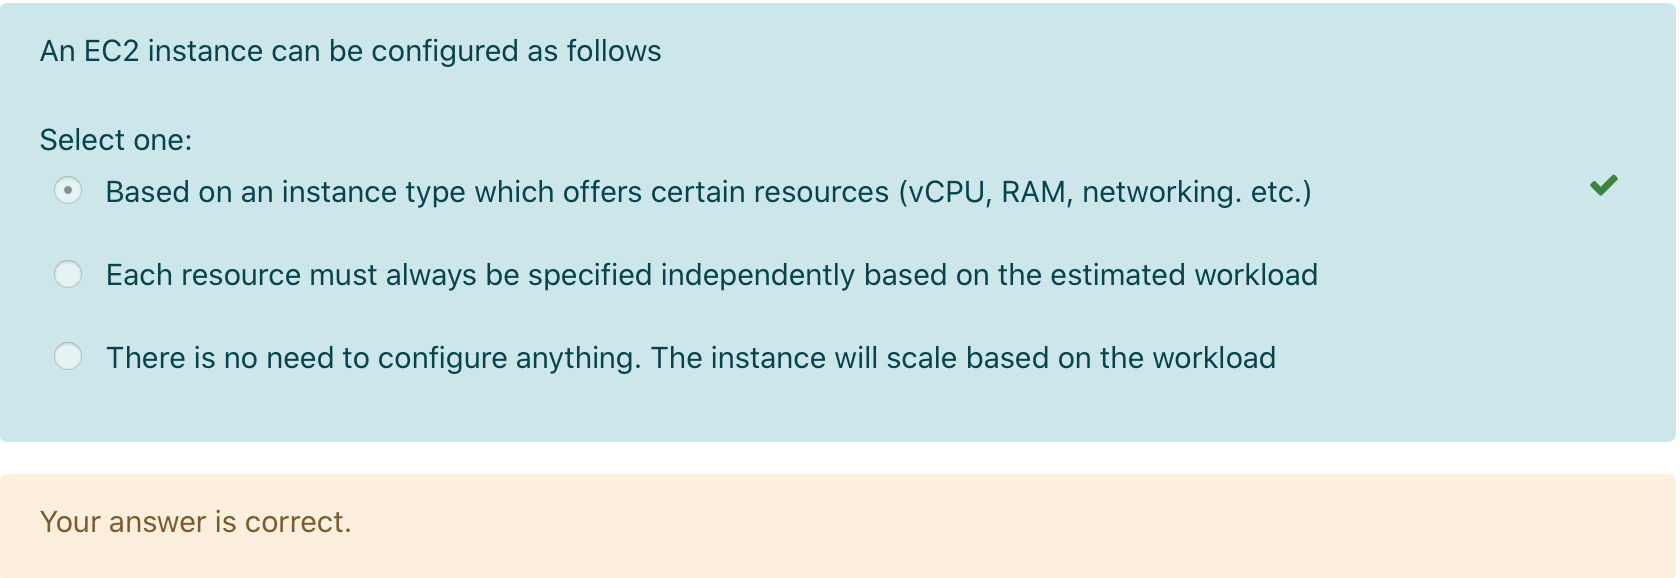 An EC2 instance can be configured as follows
Select one:
Based on an instance type which offers certain resources (vCPU, RAM, networking. etc.)
Each resource must always be specified independently based on the estimated workload
There is no need to configure anything. The instance will scale based on the workload
Your answer is correct.